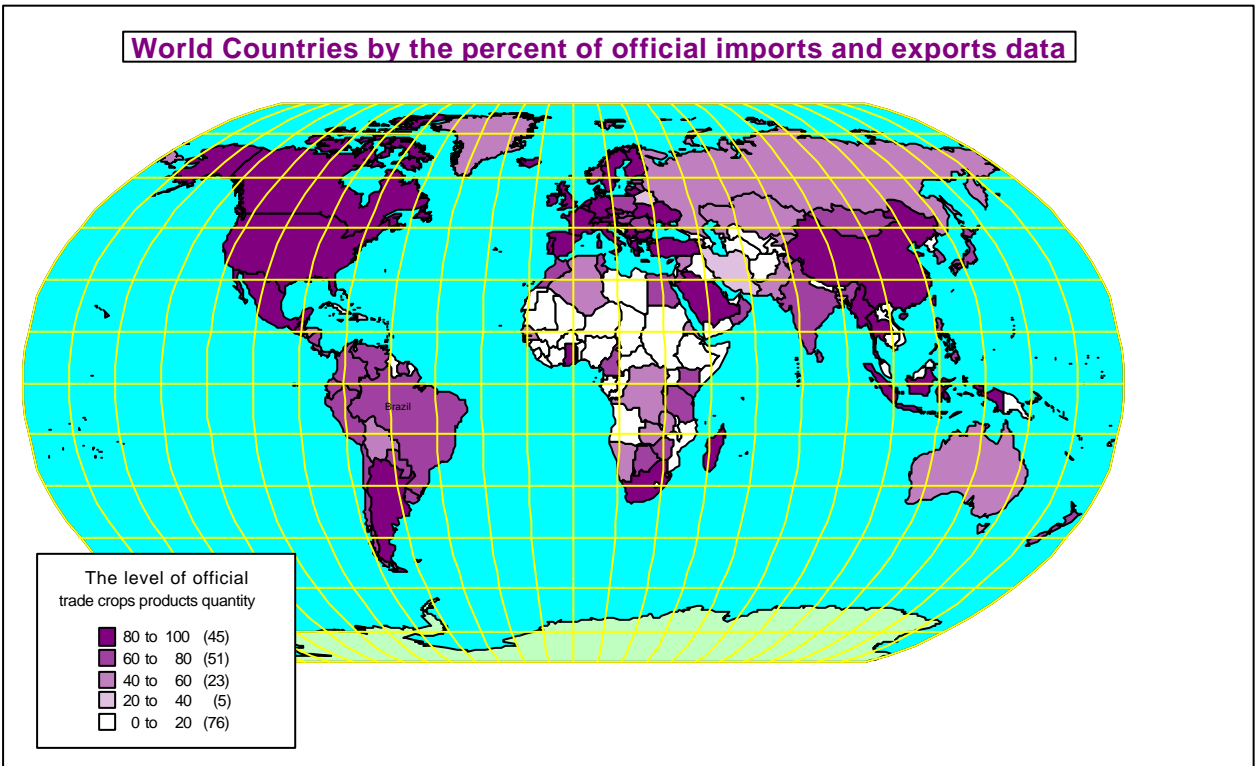 World Countries by the percent of official imports and exports data
Brazil
The level of official
trade crops products quantity
80 to 100 (45)
60 to 80 (51)
40 to 60 (23)
20 to 40 (5)
0 to 20 (76)